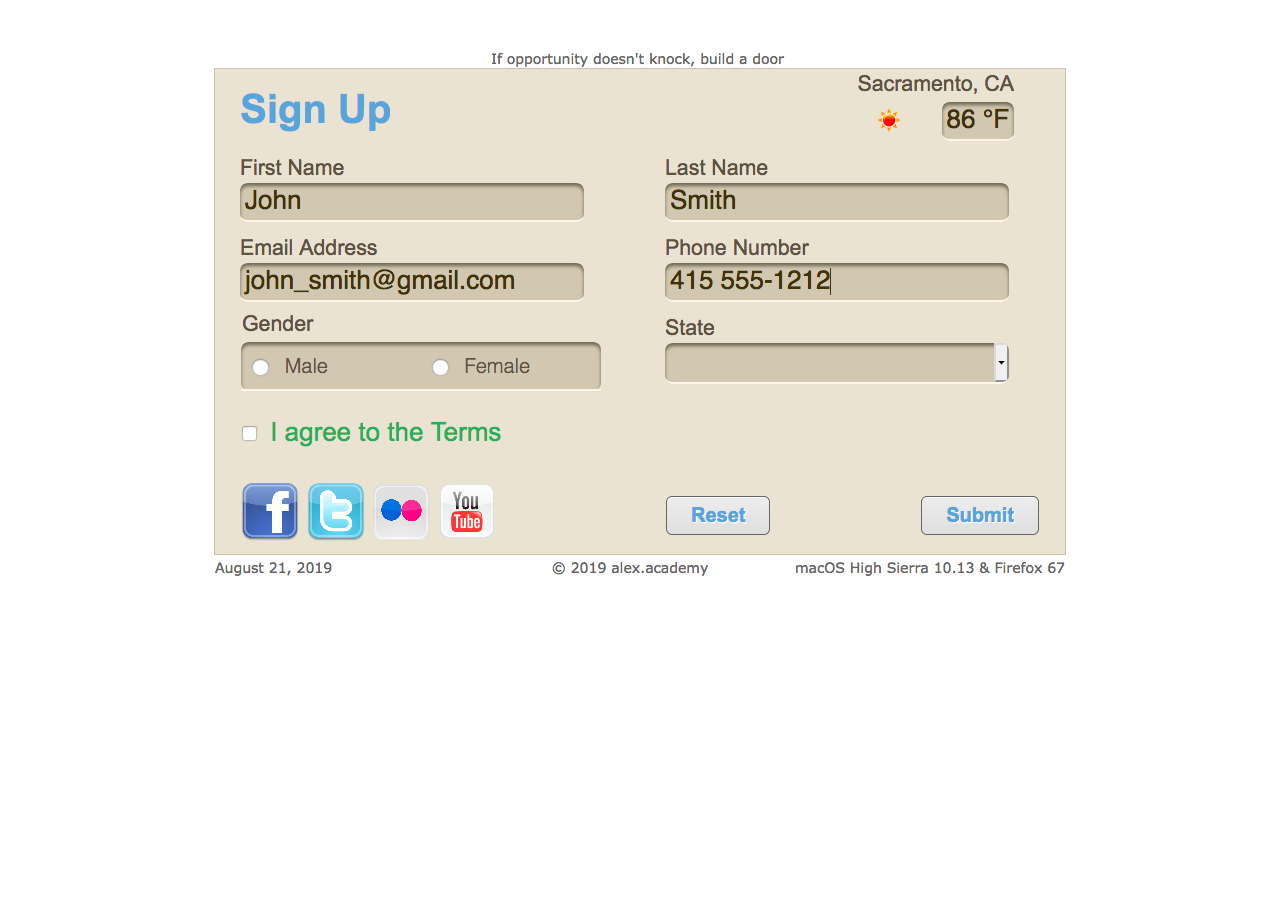 If opportunity doesn't knock, build a door
Sign Up
Sacramento, CA
86 °F
First Name
Last Name
John
Smith
Email Address
Phone Number
john_smith@gmail.com
415 555-1212
Gender
State
Male
Female
I agree to the Terms
f
t
You
Tube
Reset
Submit
August 21, 2019
© 2019 alex.academy
macOS High Sierra 10.13 & Firefox 67